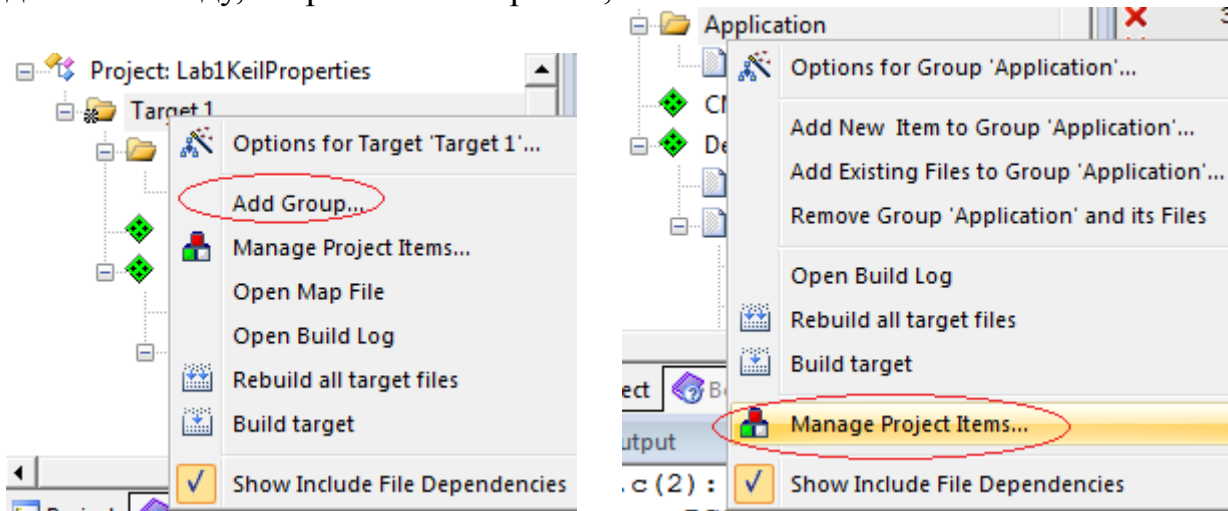 Application
Project: Lab1KeilProperties
Target 1
Options for Target 'Target 1'...
Add Group...
Manage Project Items...
Open Map File
Open Build Log
Rebuild all target files
Build target
Show Include File Dependencies
Options for Group 'Application'...
Add New Item to Group 'Application'...
Add Existing Files to Group 'Application'...
Remove Group 'Application' and its Files
Open Build Log
Rebuild all target files
Build target
Manage Project Items...
.c(2):
Show Include File Dependencies